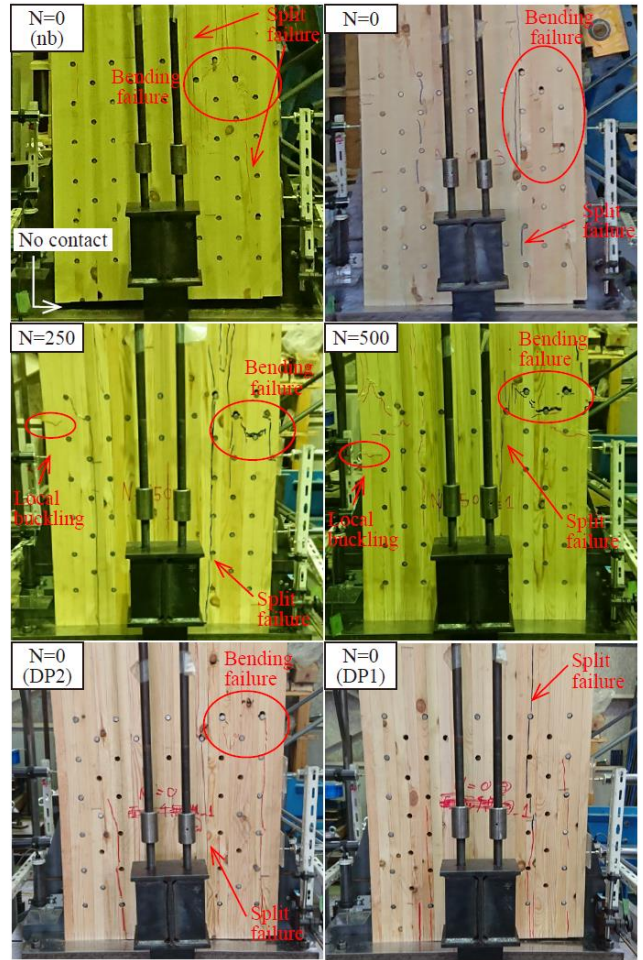 N=0
(nb)
Split
failure
Bending
failure
No contact
N=0
Bending
failure
Split
failure
N=250
Bending
failure
Local
buckling
Split
failure
N=500
Bending
failure
Local
buckling
Split
failure
N=0
(DP2)
Bending
failure
N=0
Split
failure
N=0
(DP1)
Split
failure